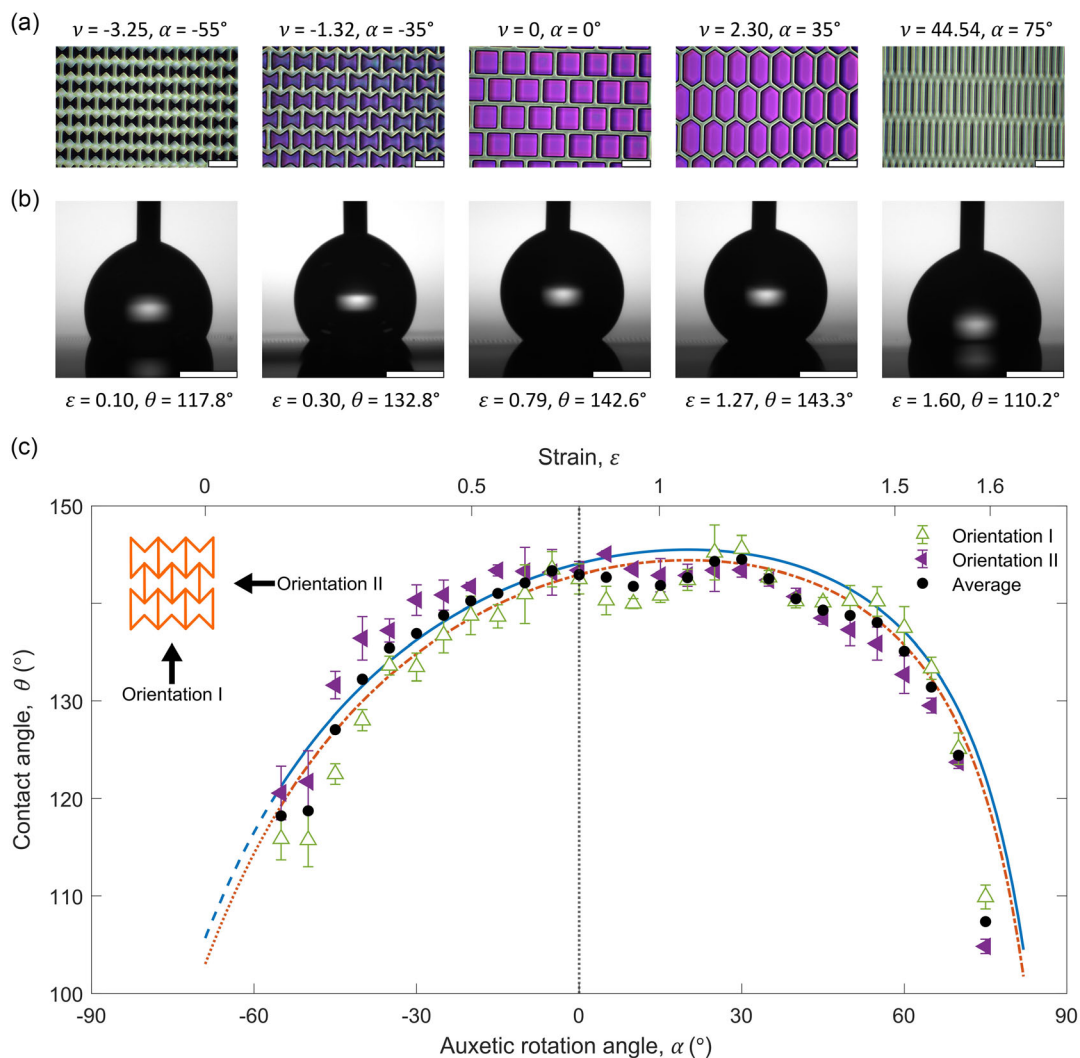 (a)
ν = -3.25, α = -55° ν = -1.32, α = -35° ν = 0, α = 0° ν = 2.30, α = 35° ν = 44.54, α = 75°
(b)
ε = 0.10, θ = 117.8° ε = 0.30, θ = 132.8° ε = 0.79, θ = 142.6° ε = 1.27, θ = 143.3° ε = 1.60, θ = 110.2°
(c)
Strain, ε
0 0.5 1 1.5 1.6
150
140
130
120
110
100
Contact angle, θ (°)
Orientation II
Orientation I
Orientation I
Orientation II
Average
-90 -60 -30 0 30 60 90
Auxetic rotation angle, α (°)